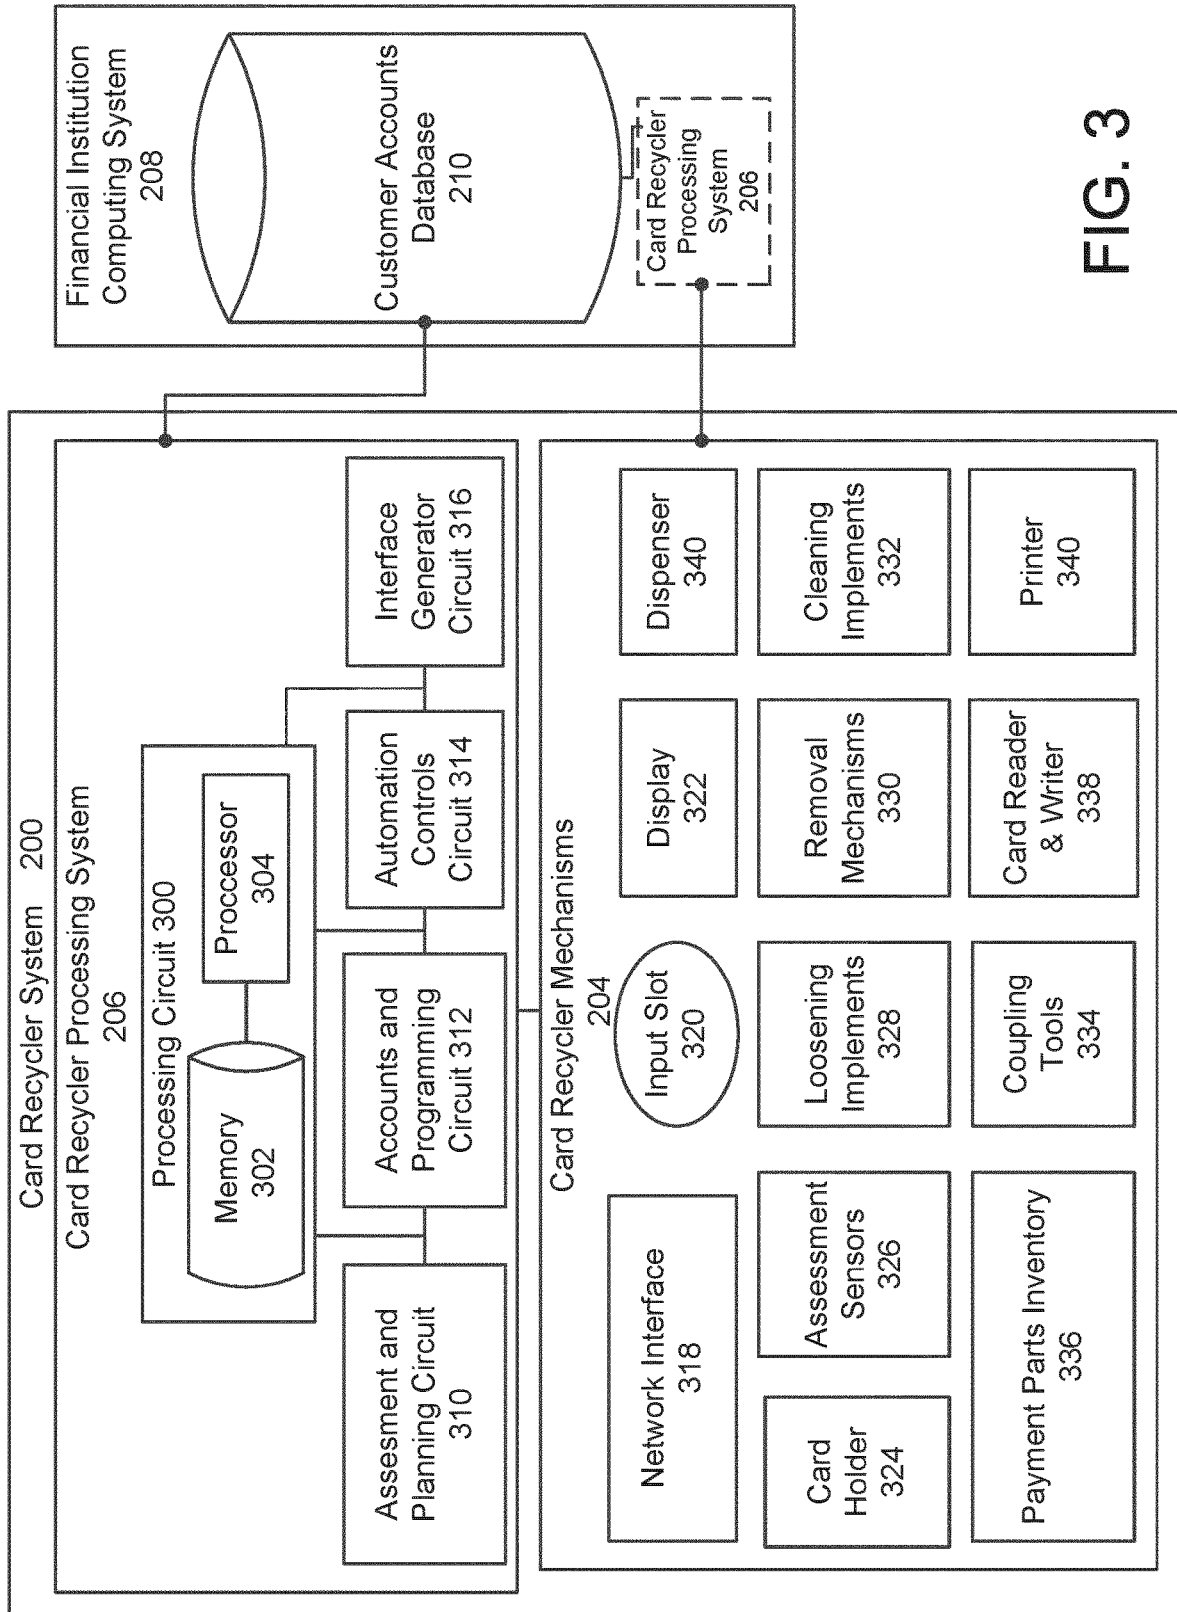 Card Recycler System 200
Card Recycler Processing System
206
Processing Circuit 300
Memory
302
Proccessor
304
Assesment and
Planning Circuit
310
Accounts and
Programming
Circuit 312
Automation
Controls
Circuit 314
Interface
Generator
Circuit 316
Card Recycler Mechanisms
204
Network Interface
318
Input Slot
320
Display
322
Dispenser
340
Card
Holder
324
Assessment
Sensors
326
Loosening
Implements
328
Removal
Mechanisms
330
Cleaning
Implements
332
Payment Parts Inventory
336
Coupling
Tools
334
Card Reader
& Writer
338
Printer
340
Financial Institution
Computing System
208
Customer Accounts
Database
210
Card Recycler
Processing
System
206
FIG. 3